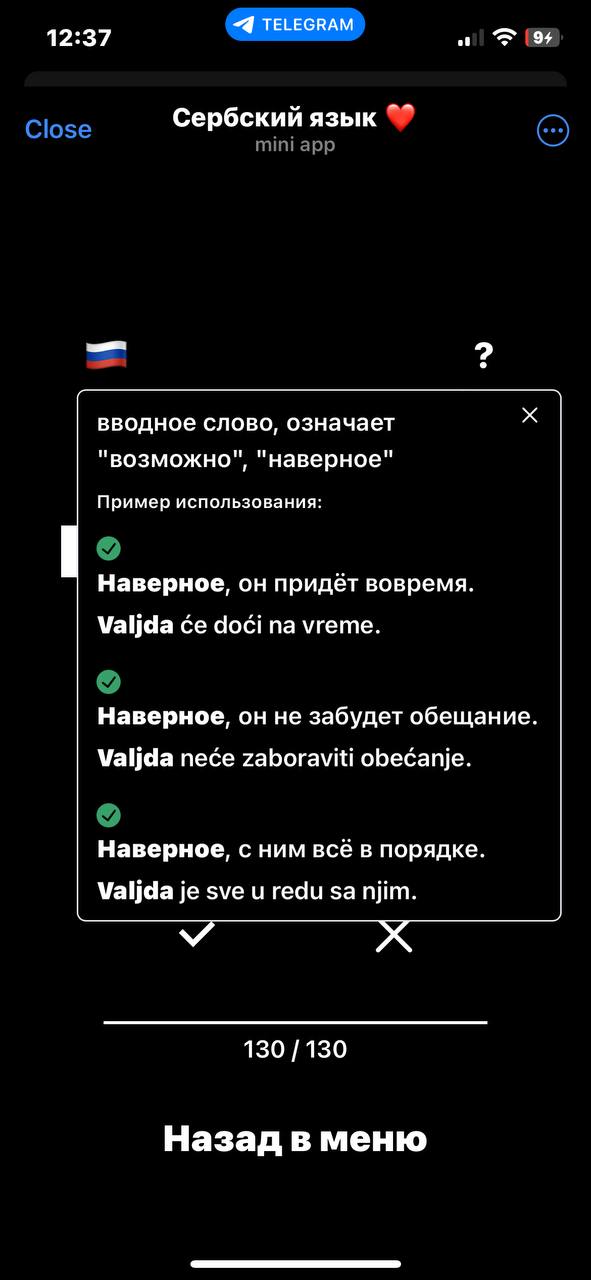 12:37
TELEGRAM
9
Close
Сербский язык ❤️
mini app
?
вводное слово, означает
"возможно", "наверное"
Пример использования:
Наверное, он придёт вовремя.
Valjda će doći na vreme.
Наверное, он не забудет обещание.
Valjda neće zaboraviti obećanje.
Наверное, с ним всё в порядке.
Valjda je sve u redu sa njim.
130 / 130
Назад в меню